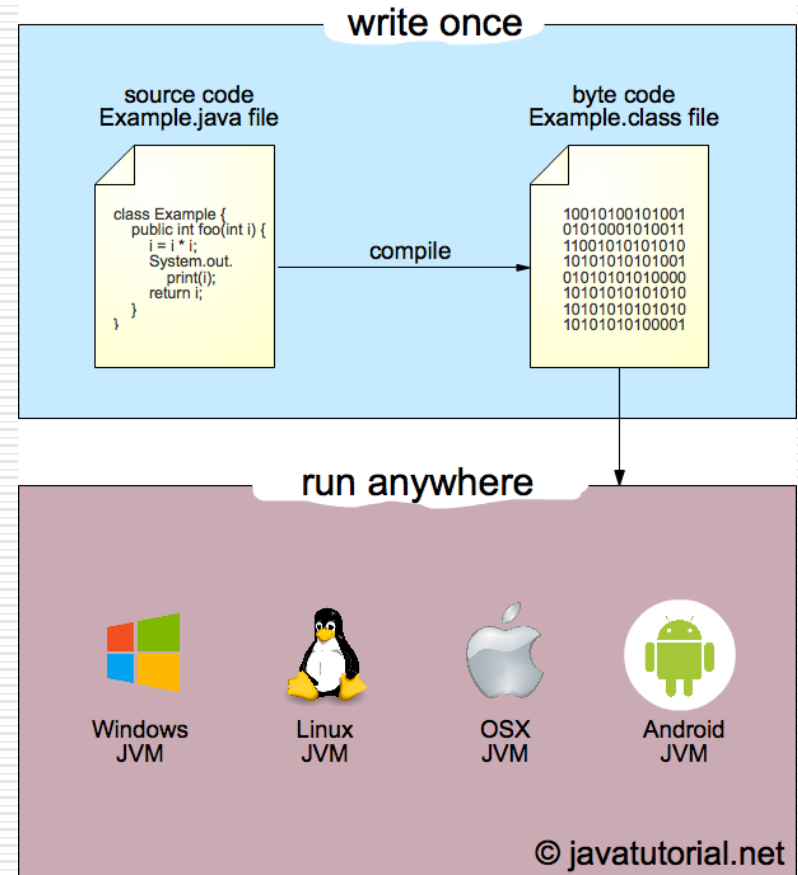 write once
source code
Example.java file
class Example {
public int foo(int i) {
i = i * i;
System.out.
print(i);
return i;
}
}
compile
byte code
Example.class file
10010100101001
01010001010011
11001010101010
10101010101001
01010101010000
10101010101010
10101010101010
10101010100001
run anywhere
Windows
JVM
Linux
JVM
OSX
JVM
Android
JVM
© javatutorial.net